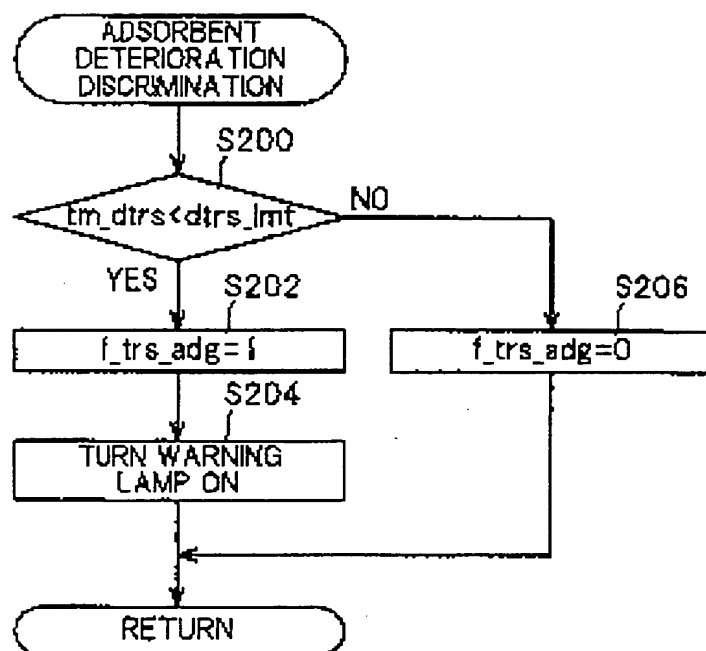 ADSORBENT
DETERIORATION
DISCRIMINATION
S200
tm_dtrs<dtrs_lmt
NO
YES
S202
f_trs_adg=1
S206
f_trs_adg=0
S204
TURN WARNING
LAMP ON
RETURN